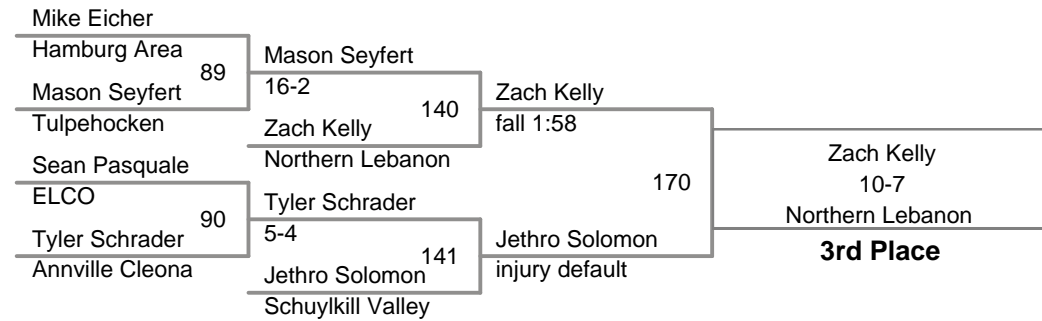 Mike Eicher
Hamburg Area
89
Mason Seyfert
Tulpehocken
Sean Pasquale
ELCO
90
Tyler Schrader
Annville Cleona
Mason Seyfert
16-2
140
Zach Kelly
Northern Lebanon
Tyler Schrader
5-4
141
Jethro Solomon
Schuylkill Valley
Zach Kelly
fall 1:58
170
Jethro Solomon
injury default
Zach Kelly
10-7
Northern Lebanon
3rd Place